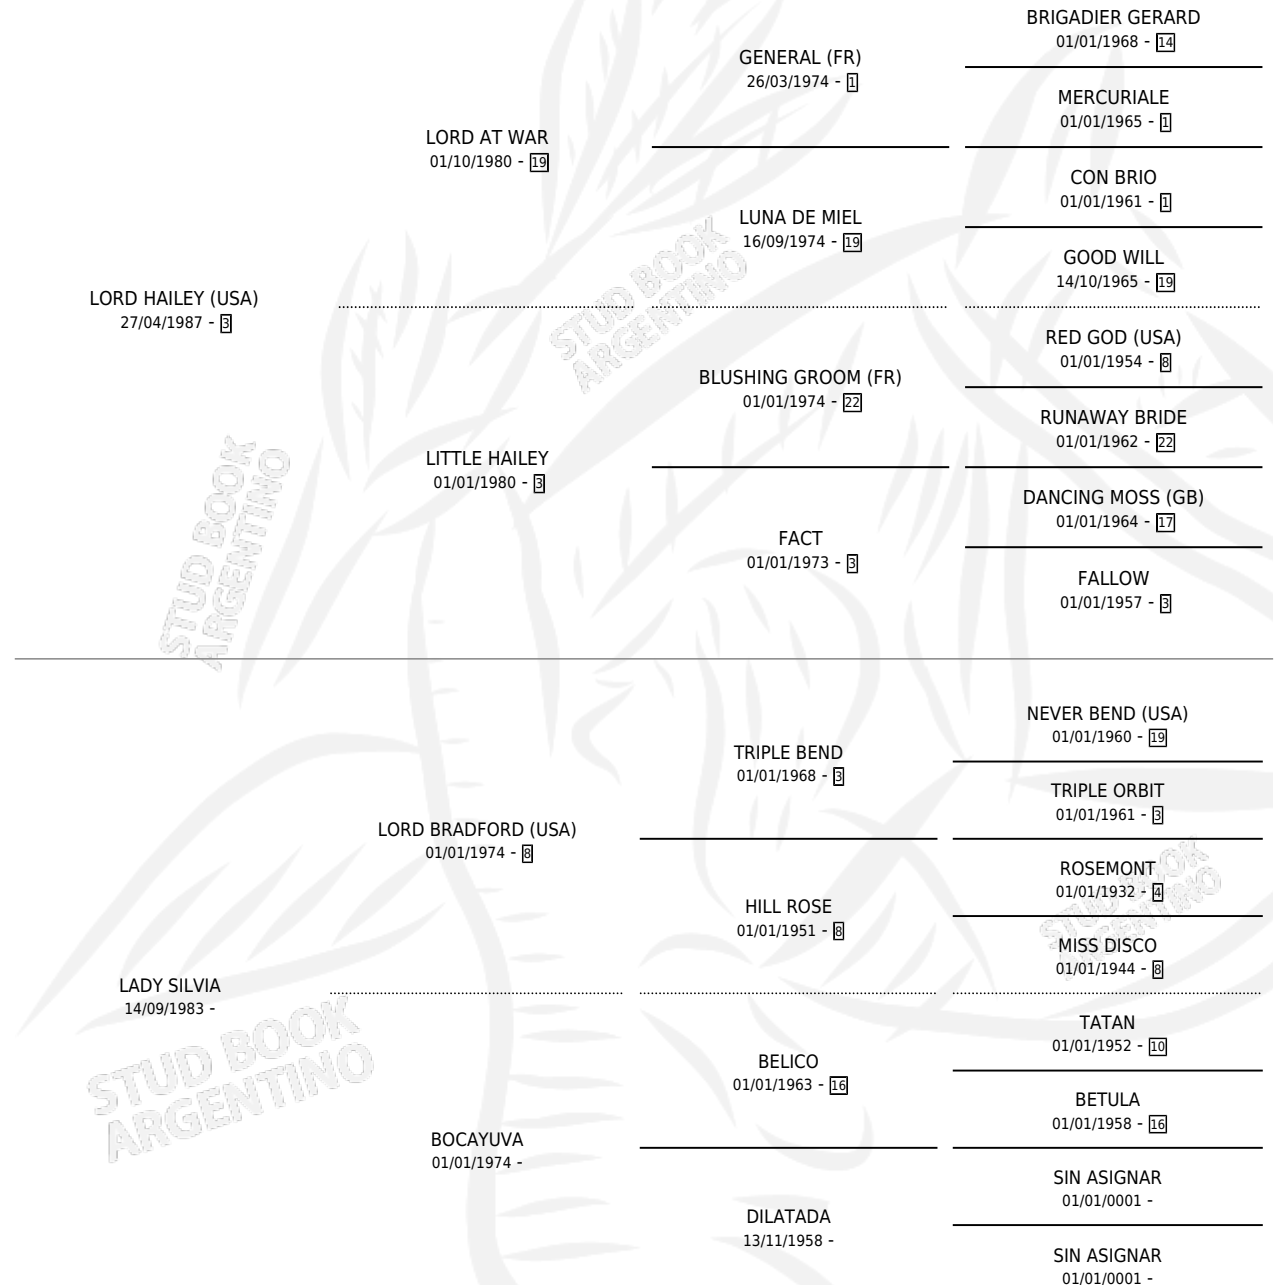 BRIGADIER GERARD
01/01/1968 - 14
GENERAL (FR)
26/03/1974 - 1
MERCURIALE
01/01/1965 - 1
LORD AT WAR
01/10/1980 - 19
CON BRIO
01/01/1961 - 1
LUNA DE MIEL
16/09/1974 - 19
GOOD WILL
14/10/1965 - 19
LORD HAILEY (USA)
27/04/1987 - 3
RED GOD (USA)
01/01/1954 - 8
BLUSHING GROOM (FR)
01/01/1974 - 22
RUNAWAY BRIDE
01/01/1962 - 22
LITTLE HAILEY
01/01/1980 - 3
DANCING MOSS (GB)
01/01/1964 - 17
FACT
01/01/1973 - 3
FALLOW
01/01/1957 - 3
NEVER BEND (USA)
01/01/1960 - 19
TRIPLE BEND
01/01/1968 - 3
TRIPLE ORBIT
01/01/1961 - 3
LORD BRADFORD (USA)
01/01/1974 - 8
ROSEMONT
01/01/1932 - 4
HILL ROSE
01/01/1951 - 8
MISS DISCO
01/01/1944 - 8
LADY SILVIA
14/09/1983 -
TATAN
01/01/1952 - 10
BELICO
01/01/1963 - 16
BETULA
01/01/1958 - 16
BOCAYUVA
01/01/1974 -
SIN ASIGNAR
01/01/0001 -
DILATADA
13/11/1958 -
SIN ASIGNAR
01/01/0001 -
STUD BOOK
ARGENTINO
STUD BOOK
ARGENTINO
STUD BOOK
ARGENTINO
STUD BOOK
ARGENTINO